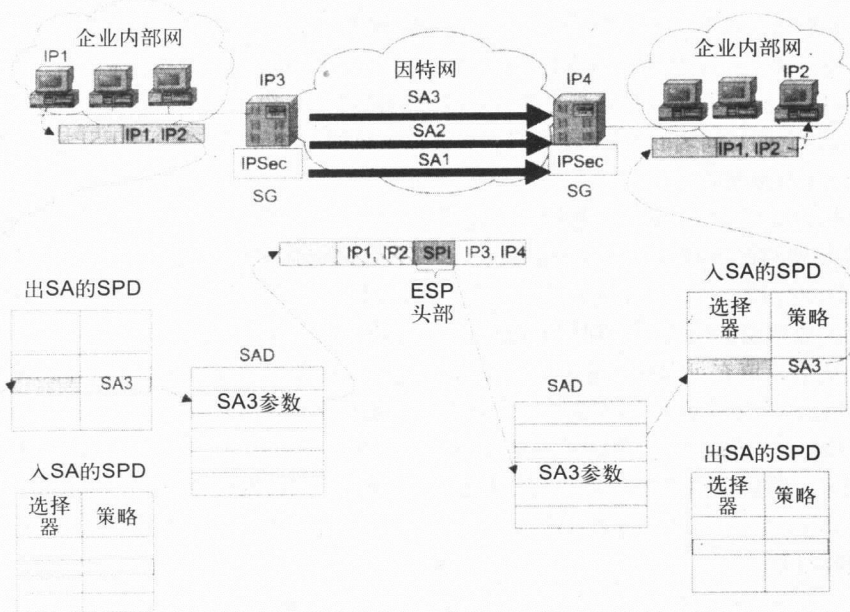 企业内部网
IP1
IP1, IP2
IP3
IPSec
SG
因特网
SA3
SA2
SA1
IP4
IPSec
SG
企业内部网
IP2
IP1, IP2
IP1, IP2 SPI IP3, IP4
ESP
头部
出SA的SPD
SA3
SAD
SA3参数
入SA的SPD
选择
器
策略
SAD
SA3参数
入SA的SPD
选择
器
策略
SA3
出SA的SPD
选择
器
策略